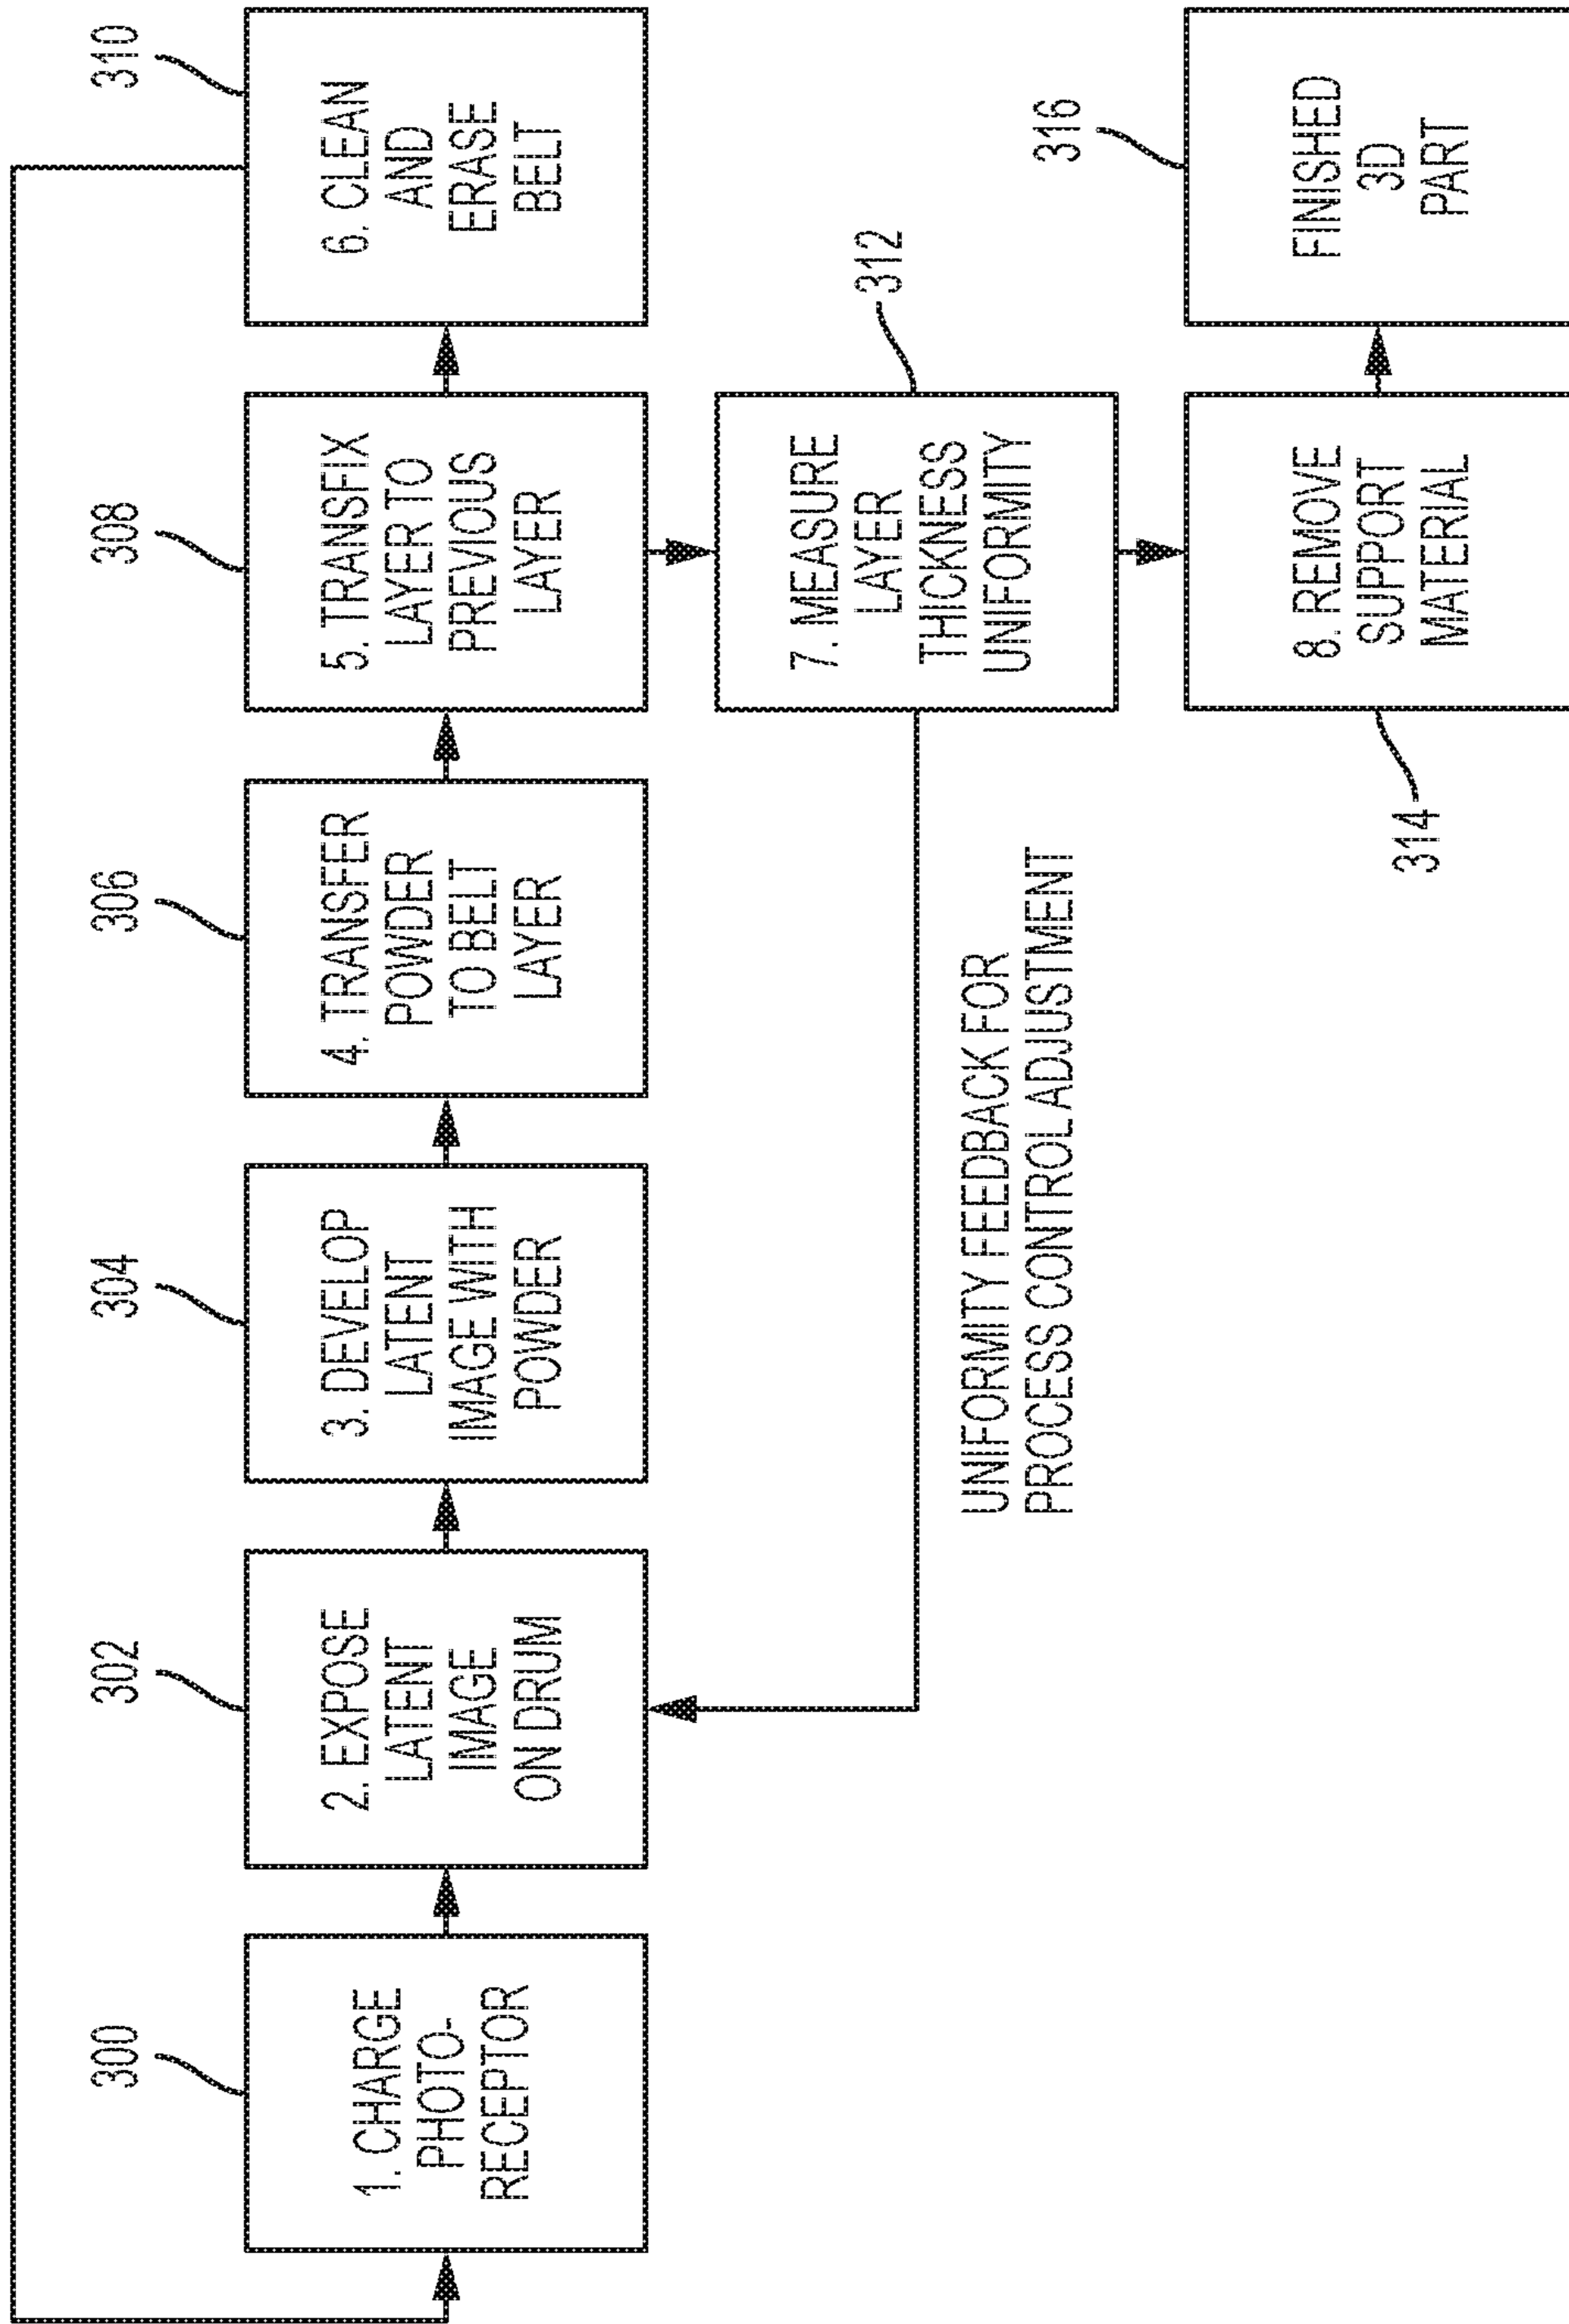 300
1. CHARGE
PHOTO-
RECEPTOR
302
2. EXPOSE
LATENT
IMAGE
ON DRUM
304
3. DEVELOP
LATENT
IMAGE WITH
POWDER
306
4. TRANSFER
POWDER
TO BELT
LAYER
308
5. TRANSFIX
LAYER TO
PREVIOUS
LAYER
310
6. CLEAN
AND
ERASE
BELT
312
7. MEASURE
LAYER
THICKNESS
UNIFORMITY
UNIFORMITY FEEDBACK FOR
PROCESS CONTROL ADJUSTMENT
314
8. REMOVE
SUPPORT
MATERIAL
316
FINISHED
3D
PART